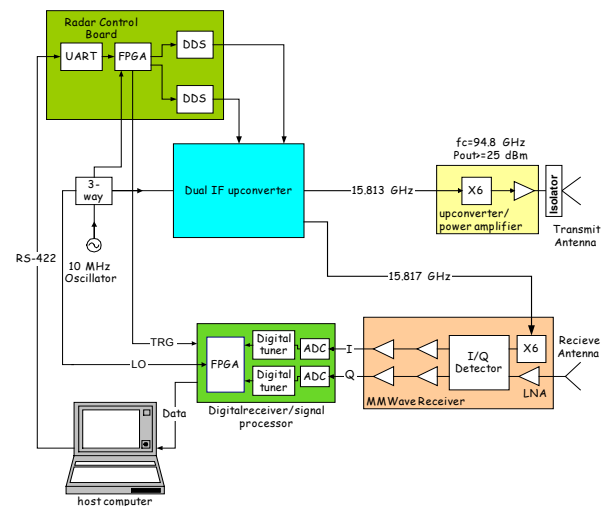 Radar Control
Board
UART
FPGA
DDS
DDS
fc=94.8 GHz
Pout>=25 dBm
3-
way
Dual IF upconverter
15.813 GHz
X6
Isolator
upconverter/
power amplifier
Transmit
Antenna
RS-422
10 MHz
Oscillator
15.817 GHz
TRG
LO
FPGA
Digital
tuner
ADC
I
Digital
tuner
ADC
Q
I/Q
Detector
X6
Recieve
Antenna
LNA
MMWave Receiver
Data
Digitalreceiver/signal
processor
host computer